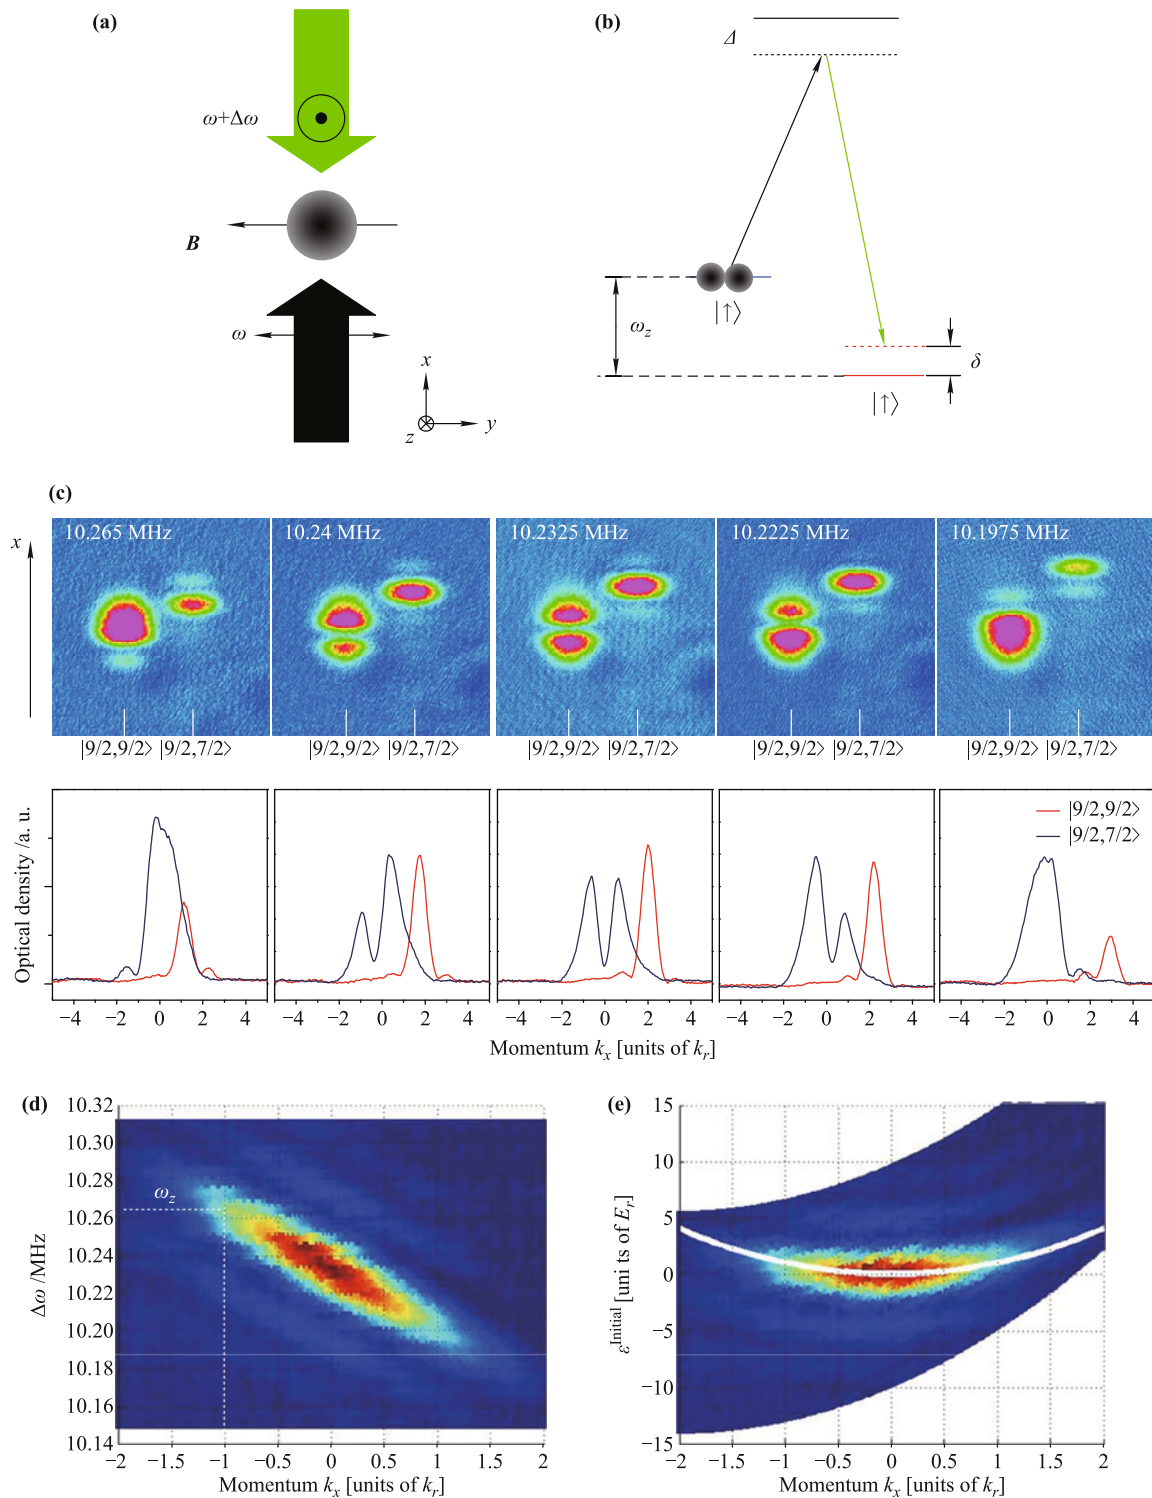 (a)
ω+Δω
B
ω
x
y
z
(b)
Δ
|↑⟩
ω_z
δ
|↑⟩
(c)
x
10.265 MHz
10.24 MHz
10.2325 MHz
10.2225 MHz
10.1975 MHz
|9/2,9/2⟩ |9/2,7/2⟩
|9/2,9/2⟩ |9/2,7/2⟩
|9/2,9/2⟩ |9/2,7/2⟩
|9/2,9/2⟩ |9/2,7/2⟩
|9/2,9/2⟩ |9/2,7/2⟩
Optical density /a. u.
|9/2,9/2⟩
|9/2,7/2⟩
−4 −2 0 2 4
−4 −2 0 2 4
−4 −2 0 2 4
−4 −2 0 2 4
−4 −2 0 2 4
Momentum k_x [units of k_r]
(d)
Δω /MHz
10.32
10.30
10.28
10.26
10.24
10.22
10.20
10.18
10.16
10.14
ω_z
−2 −1.5 −1 −0.5 0 0.5 1 1.5 2
Momentum k_x [units of k_r]
(e)
ε^Initial [uni ts of E_r]
15
10
5
0
−5
−10
−15
−2 −1.5 −1 −0.5 0 0.5 1 1.5 2
Momentum k_x [units of k_r]